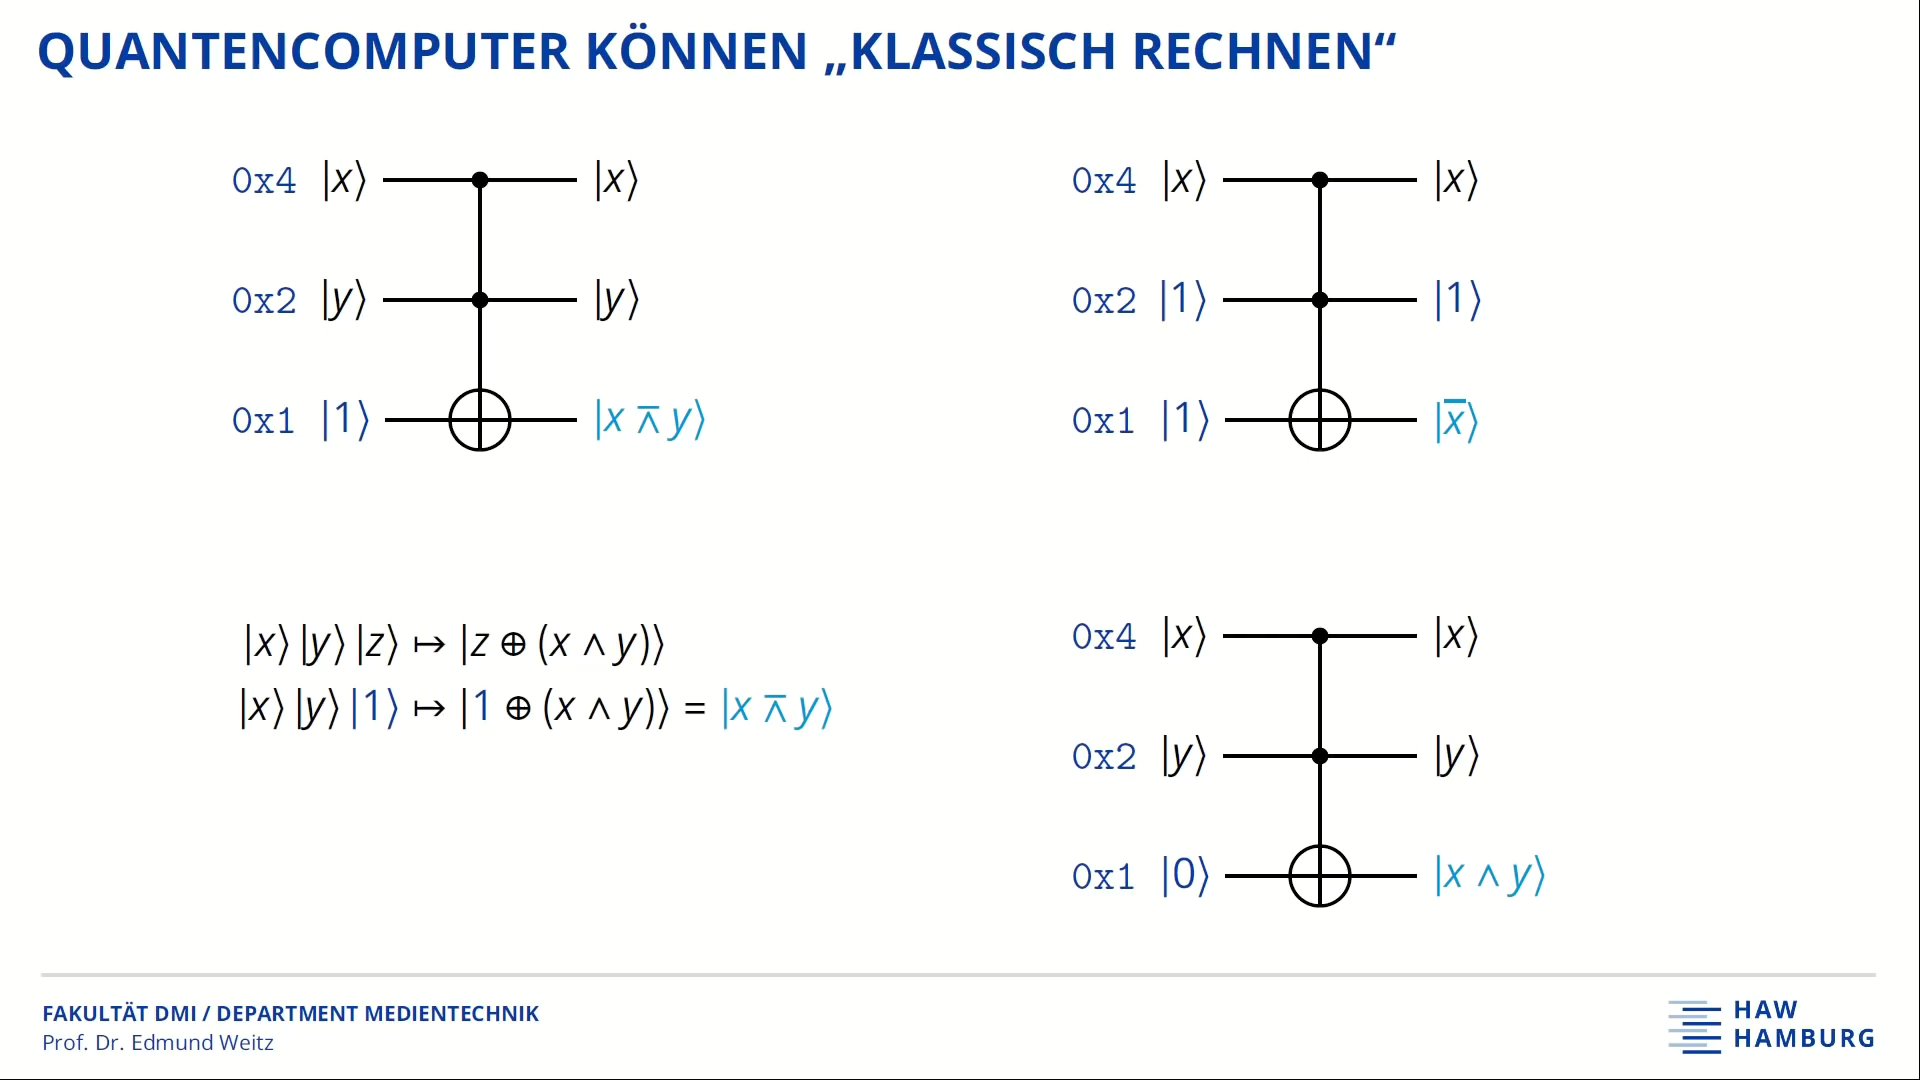 QUANTENCOMPUTER KÖNNEN „KLASSISCH RECHNEN“
0x4 |x⟩ |x⟩
0x2 |y⟩ |y⟩
0x1 |1⟩ |x ⊼ y⟩
0x4 |x⟩ |x⟩
0x2 |1⟩ |1⟩
0x1 |1⟩ |x̅⟩
|x⟩ |y⟩ |z⟩ ↦ |z ⊕ (x ∧ y)⟩
|x⟩ |y⟩ |1⟩ ↦ |1 ⊕ (x ∧ y)⟩ = |x ⊼ y⟩
0x4 |x⟩ |x⟩
0x2 |y⟩ |y⟩
0x1 |0⟩ |x ∧ y⟩
FAKULTÄT DMI / DEPARTMENT MEDIENTECHNIK
Prof. Dr. Edmund Weitz
HAW
HAMBURG